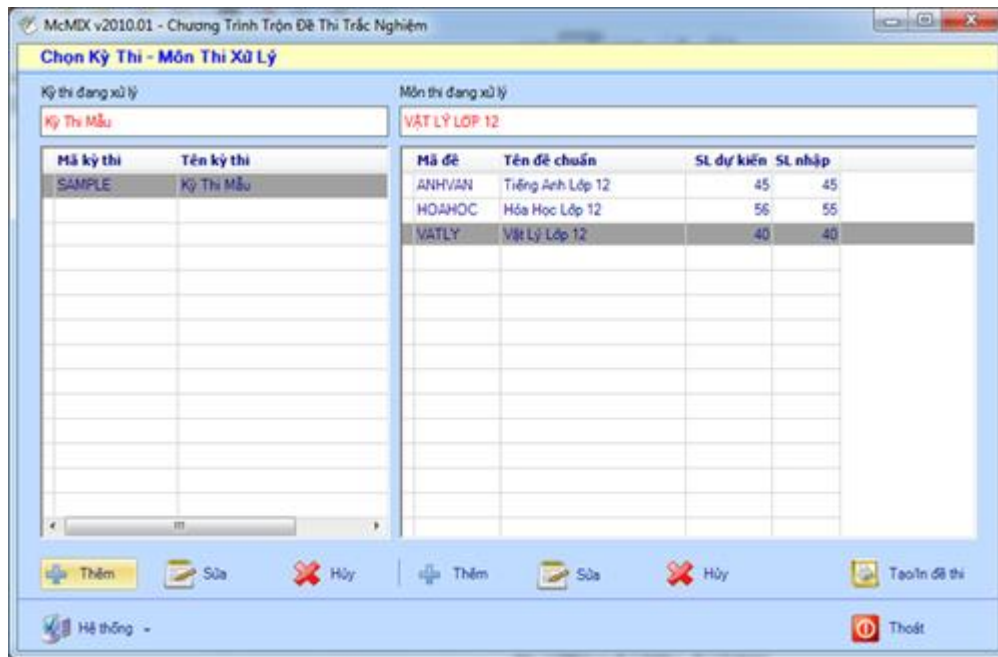 McMIX v2010.01 - Chương Trình Trộn Đề Thi Trắc Nghiệm
Chọn Kỳ Thi - Môn Thi Xử Lý
Kỳ thi đang xử lý
Môn thi đang xử lý
Kỳ Thi Mẫu
VẬT LÝ LỚP 12
Mã kỳ thi Tên kỳ thi
SAMPLE Kỳ Thi Mẫu
Mã đề Tên đề chuẩn SL dự kiến SL nhập
ANHVAN Tiếng Anh Lớp 12 45 45
HOAHOC Hóa Học Lớp 12 56 55
VATLY Vật Lý Lớp 12 40 40
Thêm Sửa Hủy Thêm Sửa Hủy Tạo/In đề thi
Hệ thống Thoát